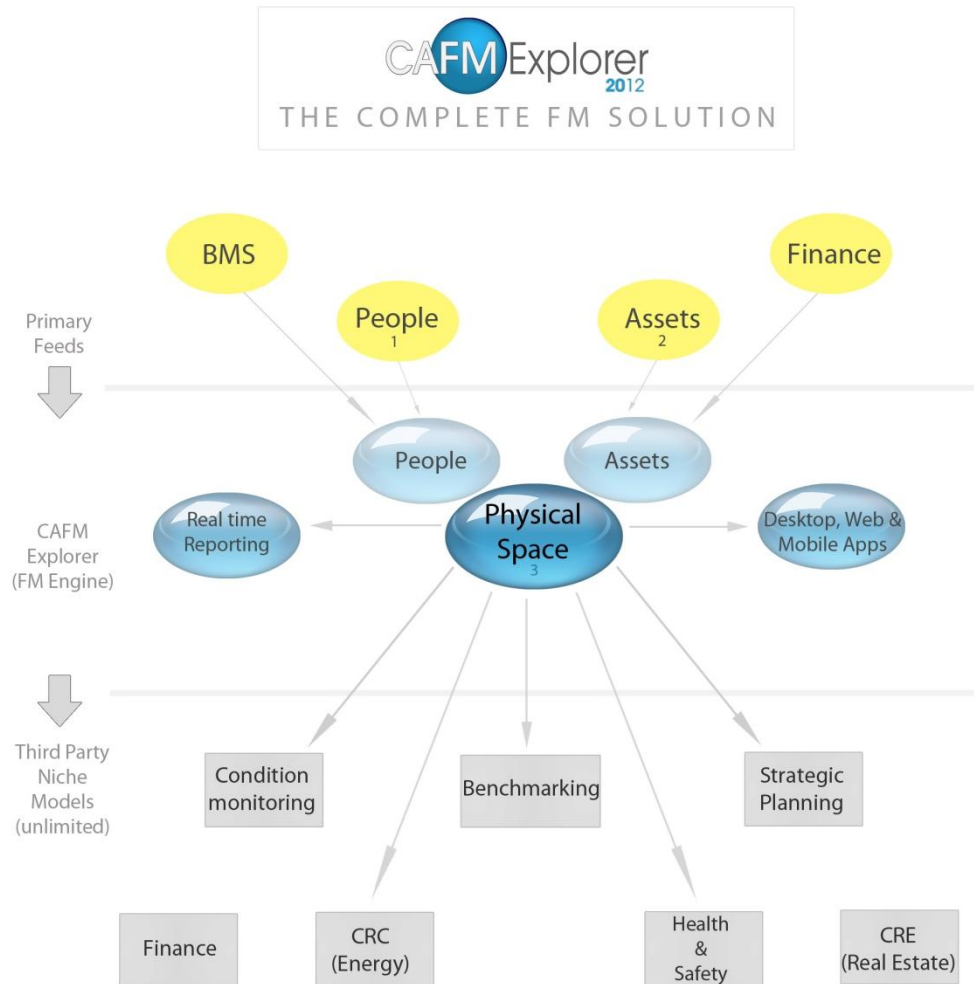 CAFM Explorer
2012
THE COMPLETE FM SOLUTION
BMS
Finance
People
1
Assets
2
Primary
Feeds
People
Assets
Real time
Reporting
Physical
Space
3
Desktop, Web &
Mobile Apps
CAFM
Explorer
(FM Engine)
Third Party
Niche
Models
(unlimited)
Condition
monitoring
Benchmarking
Strategic
Planning
Finance
CRC
(Energy)
Health
&
Safety
CRE
(Real Estate)